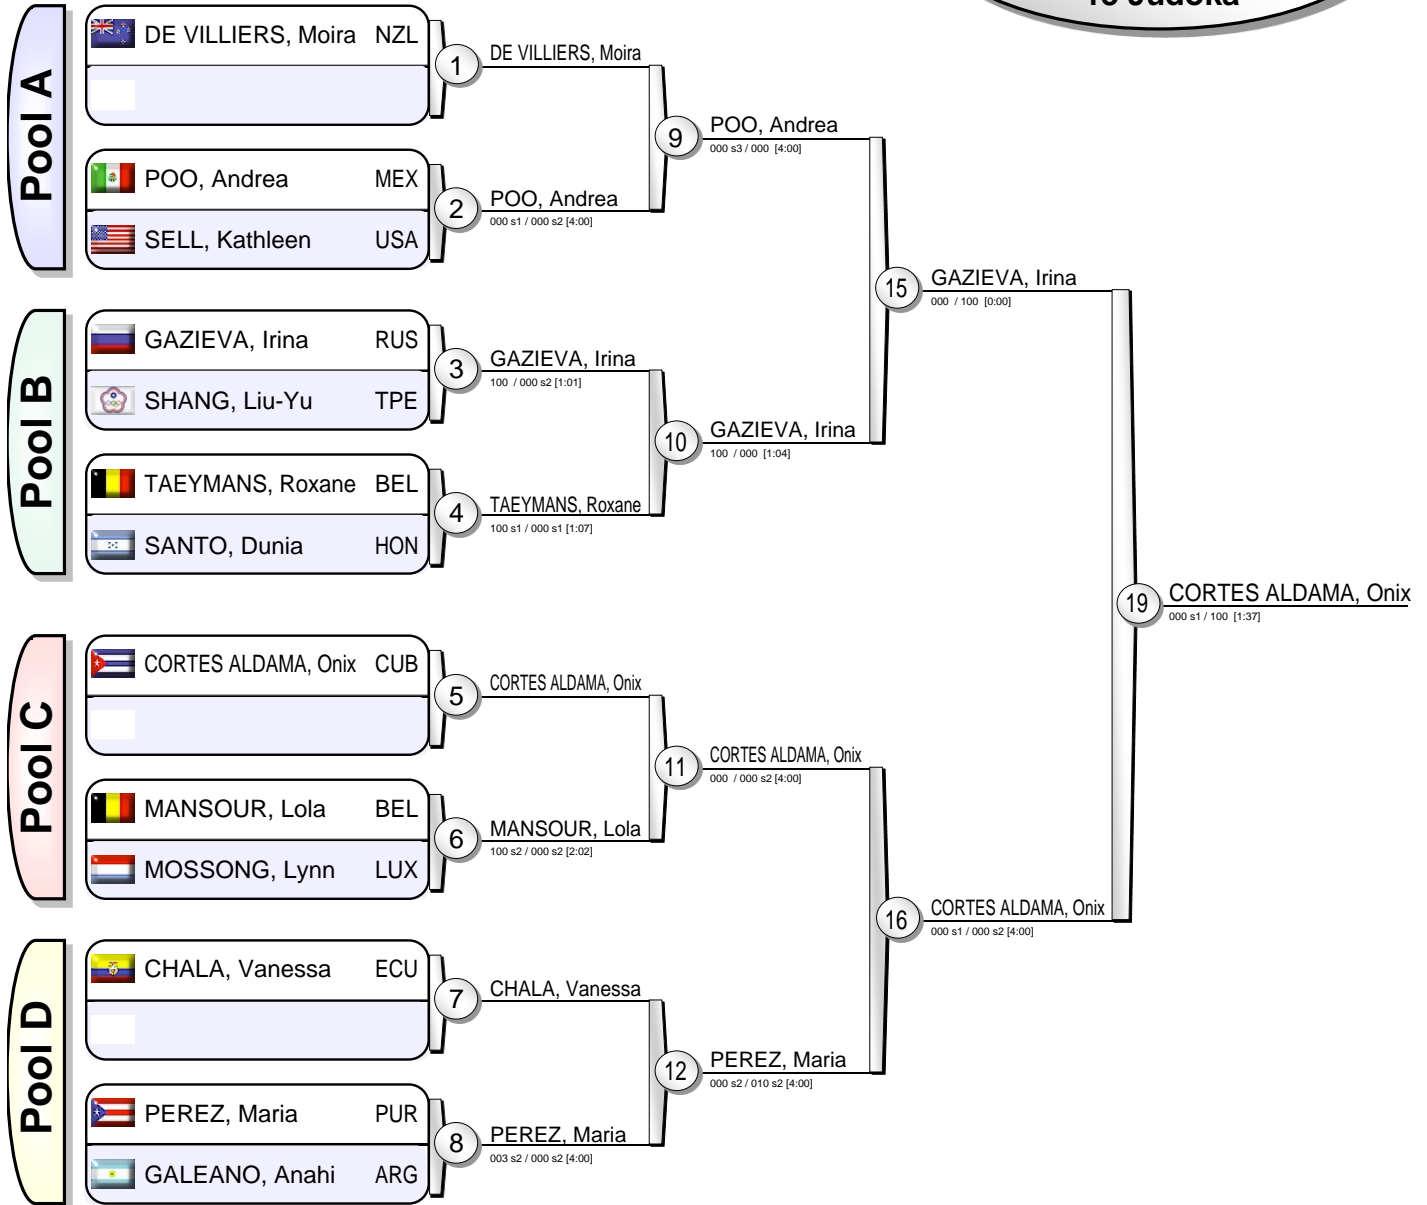 13 Judoka
Pool A
DE VILLIERS, Moira NZL
1
DE VILLIERS, Moira
POO, Andrea MEX
SELL, Kathleen USA
2
POO, Andrea
000 s1 / 000 s2 [4:00]
9
POO, Andrea
000 s3 / 000 [4:00]
Pool B
GAZIEVA, Irina RUS
SHANG, Liu-Yu TPE
3
GAZIEVA, Irina
100 / 000 s2 [1:01]
TAEYMANS, Roxane BEL
SANTO, Dunia HON
4
TAEYMANS, Roxane
100 s1 / 000 s1 [1:07]
10
GAZIEVA, Irina
100 / 000 [1:04]
15
GAZIEVA, Irina
000 / 100 [0:00]
Pool C
CORTES ALDAMA, Onix CUB
5
CORTES ALDAMA, Onix
MANSOUR, Lola BEL
MOSSONG, Lynn LUX
6
MANSOUR, Lola
100 s2 / 000 s2 [2:02]
11
CORTES ALDAMA, Onix
000 / 000 s2 [4:00]
Pool D
CHALA, Vanessa ECU
7
CHALA, Vanessa
PEREZ, Maria PUR
GALEANO, Anahi ARG
8
PEREZ, Maria
003 s2 / 000 s2 [4:00]
12
PEREZ, Maria
000 s2 / 010 s2 [4:00]
16
CORTES ALDAMA, Onix
000 s1 / 000 s2 [4:00]
19
CORTES ALDAMA, Onix
000 s1 / 100 [1:37]